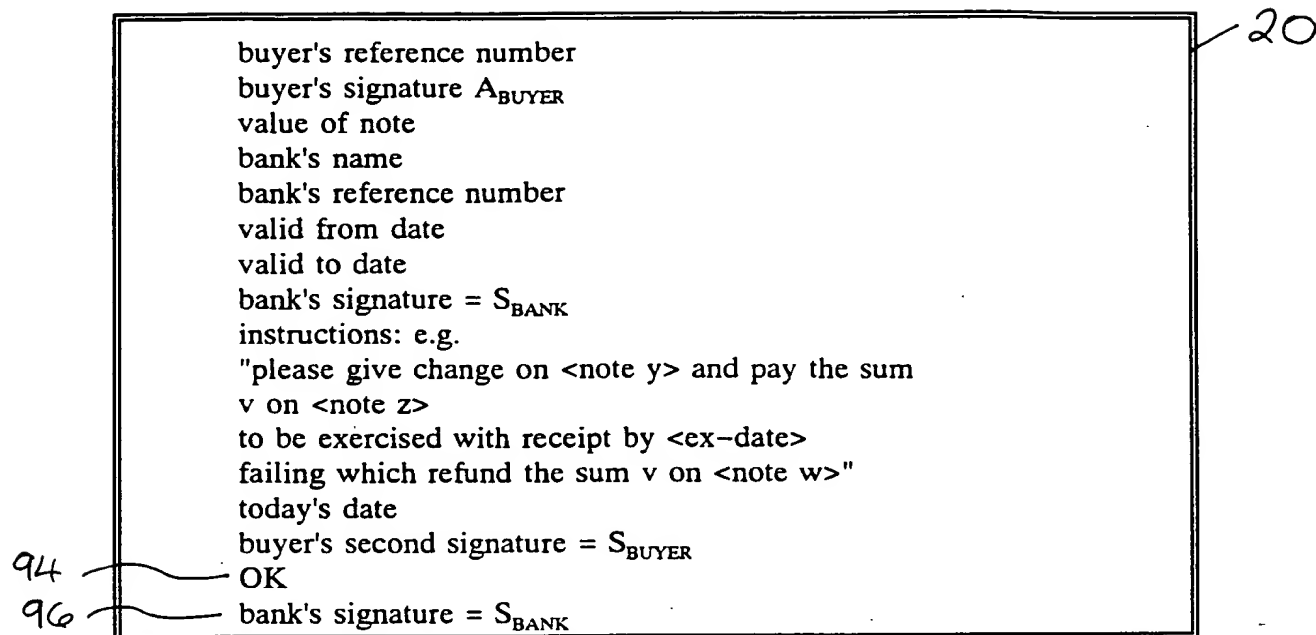 20
buyer's reference number
buyer's signature A_BUYER
value of note
bank's name
bank's reference number
valid from date
valid to date
bank's signature = S_BANK
instructions: e.g.
"please give change on <note y> and pay the sum
v on <note z>
to be exercised with receipt by <ex-date>
failing which refund the sum v on <note w>"
today's date
buyer's second signature = S_BUYER
94 OK
96 bank's signature = S_BANK